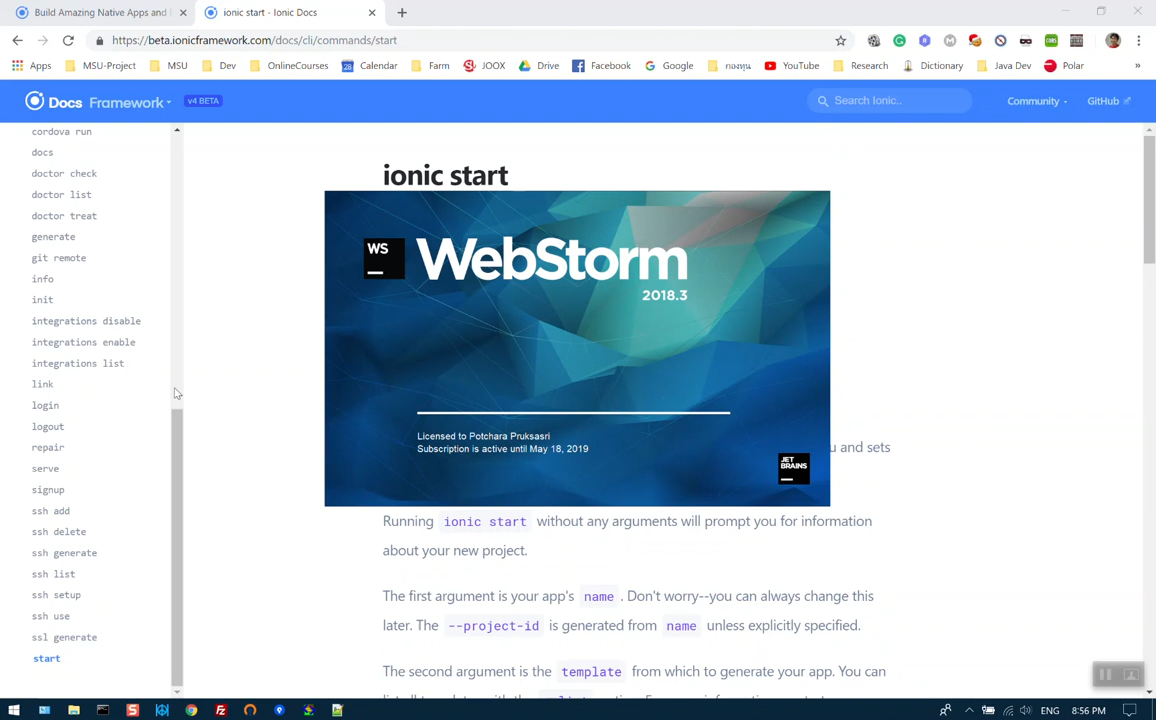 Build Amazing Native Apps and
ionic start - Ionic Docs
https://beta.ionicframework.com/docs/cli/commands/start
Apps
MSU-Project
MSU
Dev
OnlineCourses
28
Calendar
Farm
JOOX
Drive
Facebook
Google
กองทุน
YouTube
Research
Dictionary
Java Dev
Polar
»
Docs Framework
v4 BETA
Search Ionic..
Community
GitHub
cordova run
docs
doctor check
doctor list
doctor treat
generate
git remote
info
init
integrations disable
integrations enable
integrations list
link
login
logout
repair
serve
signup
ssh add
ssh delete
ssh generate
ssh list
ssh setup
ssh use
ssl generate
start
ionic start
WS
WebStorm
2018.3
Licensed to Potchara Pruksasri
Subscription is active until May 18, 2019
JET
BRAINS
u and sets
Running ionic start without any arguments will prompt you for information
about your new project.
The first argument is your app's name . Don't worry--you can always change this
later. The --project-id is generated from name unless explicitly specified.
The second argument is the template from which to generate your app. You can
ENG
8:56 PM